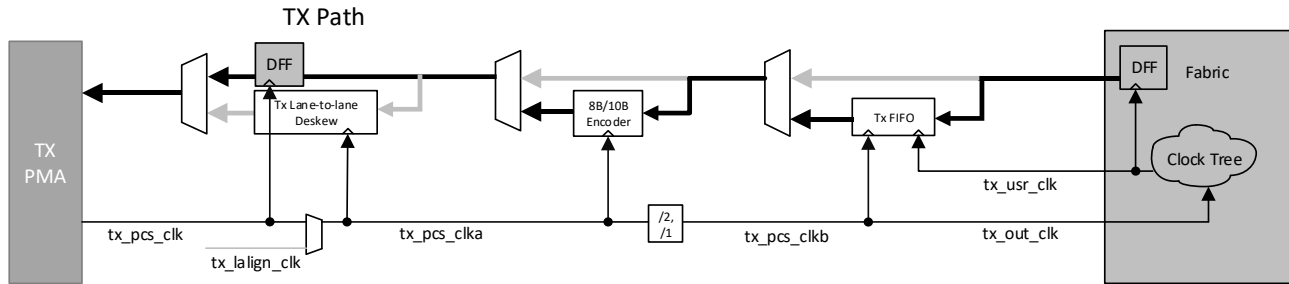 TX Path
DFF
Tx Lane-to-lane
Deskew
8B/10B
Encoder
Tx FIFO
DFF
Fabric
Clock Tree
TX
PMA
tx_usr_clk
/2,
/1
tx_pcs_clk
tx_lalign_clk
tx_pcs_clka
tx_pcs_clkb
tx_out_clk